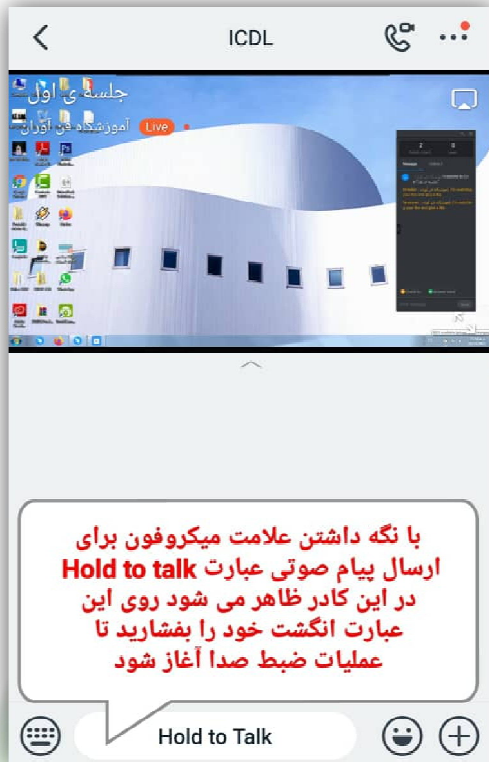 ICDL
جلسه ی اول
آموزشگاه فن آوران Live
با نگه داشتن علامت میکروفون برای
ارسال پیام صوتی عبارت Hold to talk
در این کادر ظاهر می شود روی این
عبارت انگشت خود را بفشارید تا
عملیات ضبط صدا آغاز شود
Hold to Talk